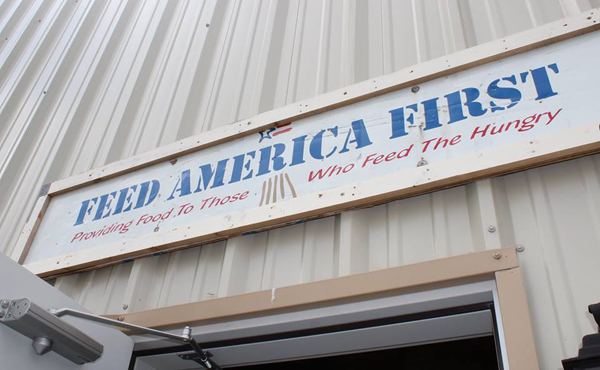 FEED AMERICA FIRST
Providing Food To Those Who Feed The Hungry